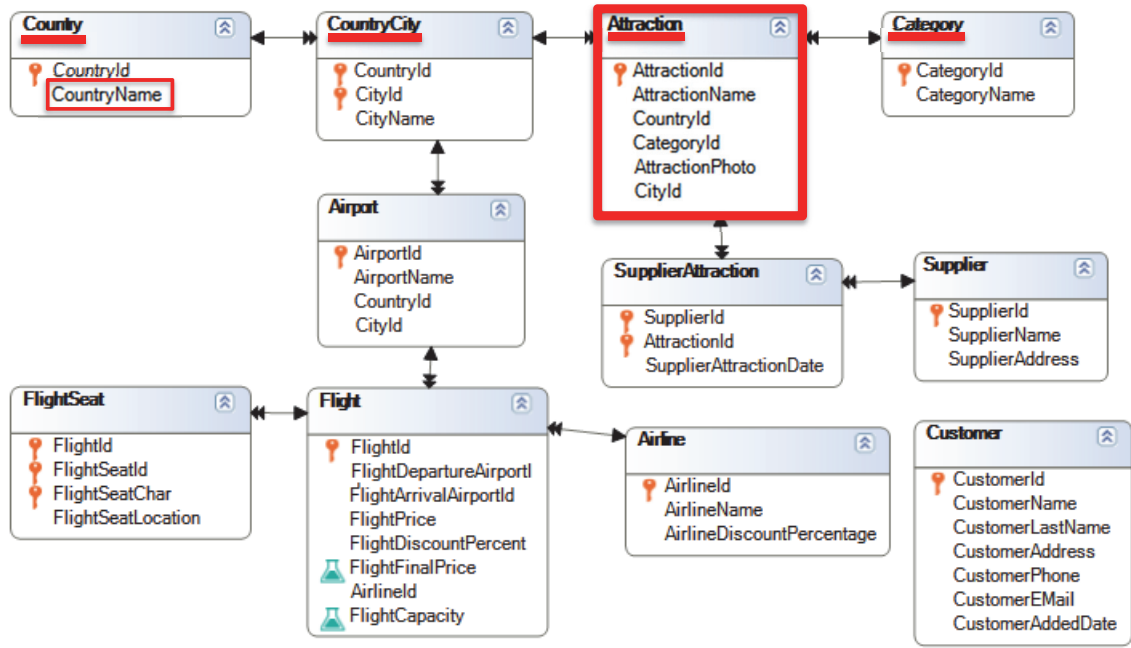 Country
CountryId
CountryName
CountryCity
CountryId
CityId
CityName
Attraction
AttractionId
AttractionName
CountryId
CategoryId
AttractionPhoto
CityId
Category
CategoryId
CategoryName
Airport
AirportId
AirportName
CountryId
CityId
SupplierAttraction
SupplierId
AttractionId
SupplierAttractionDate
Supplier
SupplierId
SupplierName
SupplierAddress
FlightSeat
FlightId
FlightSeatId
FlightSeatChar
FlightSeatLocation
Flight
FlightId
FlightDepartureAirportI
FlightArrivalAirportId
FlightPrice
FlightDiscountPercent
FlightFinalPrice
AirlineId
FlightCapacity
Airline
AirlineId
AirlineName
AirlineDiscountPercentage
Customer
CustomerId
CustomerName
CustomerLastName
CustomerAddress
CustomerPhone
CustomerEMail
CustomerAddedDate